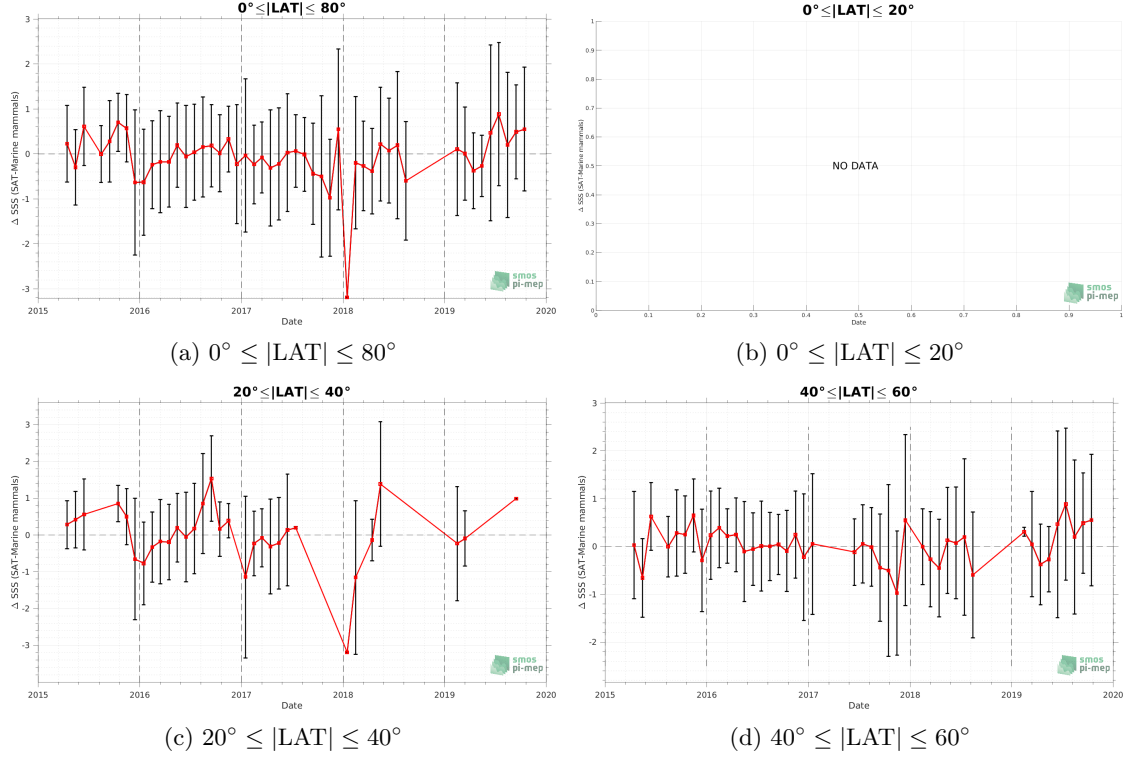 0°≤|LAT|≤ 80°
Δ SSS (SAT-Marine mammals)
3
2
1
0
-1
-2
-3
2015 2016 2017 2018 2019 2020
Date
smos
pi-mep
(a) 0° ≤ |LAT| ≤ 80°
0°≤|LAT|≤ 20°
Δ SSS (SAT-Marine mammals)
1
0.9
0.8
0.7
0.6
0.5
0.4
0.3
0.2
0.1
0
NO DATA
0 0.1 0.2 0.3 0.4 0.5 0.6 0.7 0.8 0.9 1
Date
smos
pi-mep
(b) 0° ≤ |LAT| ≤ 20°
20°≤|LAT|≤ 40°
Δ SSS (SAT-Marine mammals)
3
2
1
0
-1
-2
-3
2015 2016 2017 2018 2019 2020
Date
smos
pi-mep
(c) 20° ≤ |LAT| ≤ 40°
40°≤|LAT|≤ 60°
Δ SSS (SAT-Marine mammals)
3
2
1
0
-1
-2
2015 2016 2017 2018 2019 2020
Date
smos
pi-mep
(d) 40° ≤ |LAT| ≤ 60°